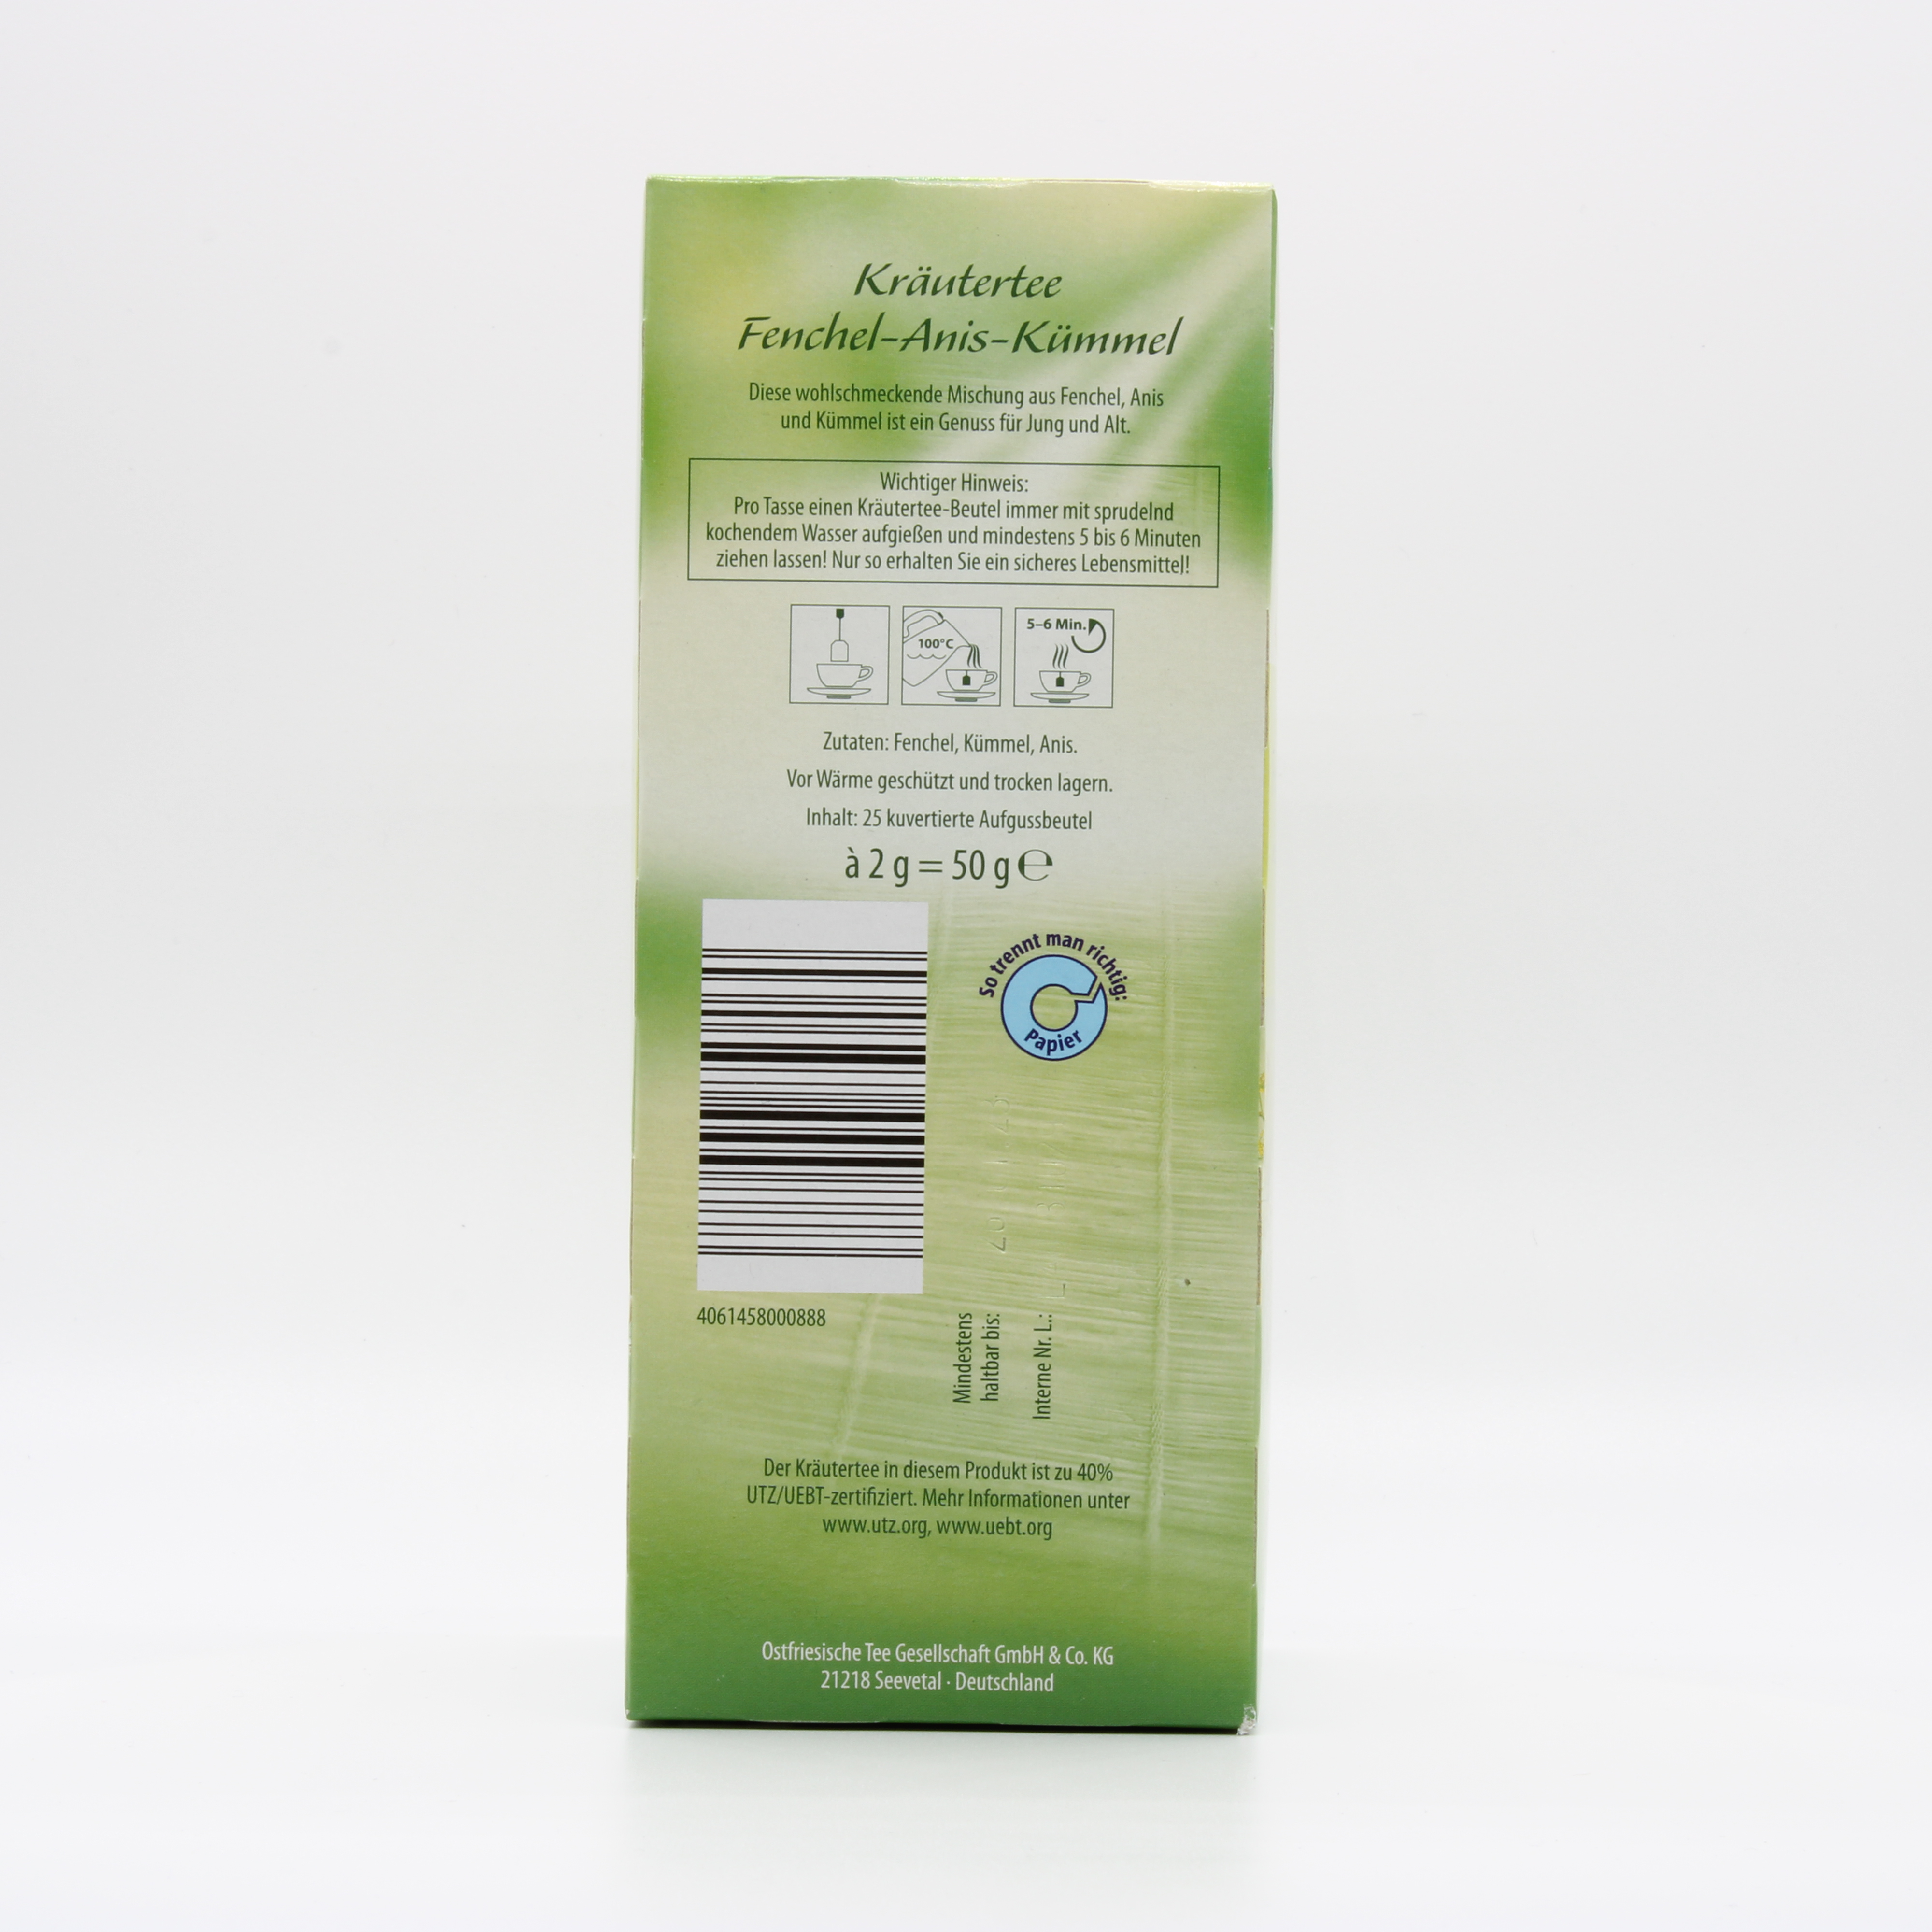 Kräutertee
Fenchel-Anis-Kümmel
Diese wohlschmeckende Mischung aus Fenchel, Anis
und Kümmel ist ein Genuss für Jung und Alt.
Wichtiger Hinweis:
Pro Tasse einen Kräutertee-Beutel immer mit sprudelnd
kochendem Wasser aufgießen und mindestens 5 bis 6 Minuten
ziehen lassen! Nur so erhalten Sie ein sicheres Lebensmittel!
100°C
5–6 Min.
Zutaten: Fenchel, Kümmel, Anis.
Vor Wärme geschützt und trocken lagern.
Inhalt: 25 kuvertierte Aufgussbeutel
à 2 g = 50 g ℮
So trennt man richtig:
Papier
4061458000888
Mindestens
haltbar bis:
Interne Nr. L.:
Der Kräutertee in diesem Produkt ist zu 40%
UTZ/UEBT-zertifiziert. Mehr Informationen unter
www.utz.org, www.uebt.org
Ostfriesische Tee Gesellschaft GmbH & Co. KG
21218 Seevetal · Deutschland